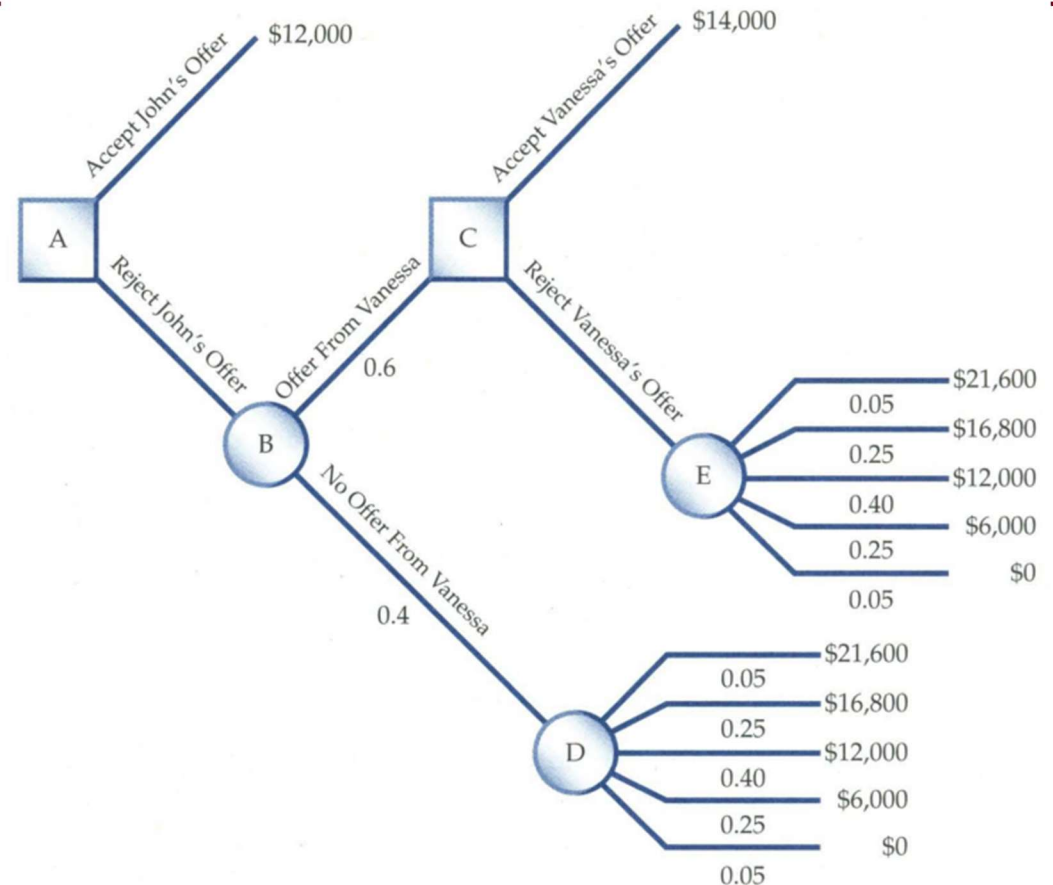 Accept John's Offer
$12,000
A
Reject John's Offer
B
Offer From Vanessa
0.6
C
Accept Vanessa's Offer
$14,000
Reject Vanessa's Offer
E
$21,600
0.05
$16,800
0.25
$12,000
0.40
$6,000
0.25
$0
0.05
No Offer From Vanessa
0.4
D
$21,600
0.05
$16,800
0.25
$12,000
0.40
$6,000
0.25
$0
0.05